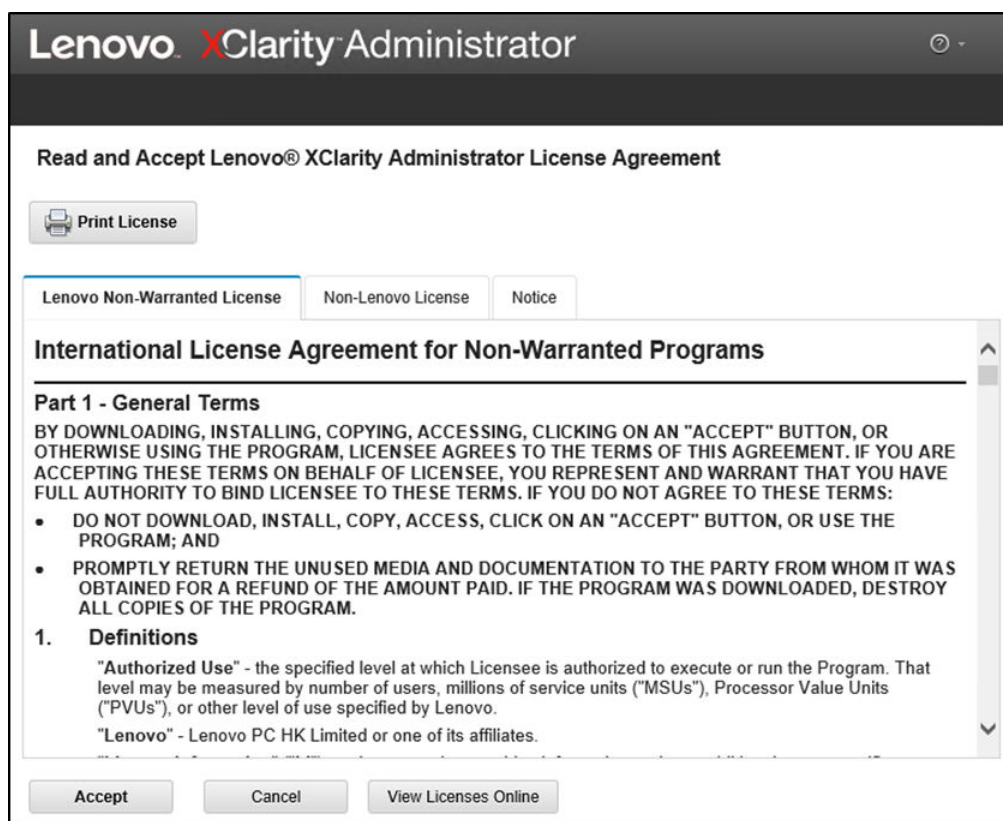 Lenovo™ XClarity™ Administrator
Read and Accept Lenovo® XClarity Administrator License Agreement
Print License
Lenovo Non-Warranted License Non-Lenovo License Notice
International License Agreement for Non-Warranted Programs
Part 1 - General Terms
BY DOWNLOADING, INSTALLING, COPYING, ACCESSING, CLICKING ON AN "ACCEPT" BUTTON, OR
OTHERWISE USING THE PROGRAM, LICENSEE AGREES TO THE TERMS OF THIS AGREEMENT. IF YOU ARE
ACCEPTING THESE TERMS ON BEHALF OF LICENSEE, YOU REPRESENT AND WARRANT THAT YOU HAVE
FULL AUTHORITY TO BIND LICENSEE TO THESE TERMS. IF YOU DO NOT AGREE TO THESE TERMS:
• DO NOT DOWNLOAD, INSTALL, COPY, ACCESS, CLICK ON AN "ACCEPT" BUTTON, OR USE THE
PROGRAM; AND
• PROMPTLY RETURN THE UNUSED MEDIA AND DOCUMENTATION TO THE PARTY FROM WHOM IT WAS
OBTAINED FOR A REFUND OF THE AMOUNT PAID. IF THE PROGRAM WAS DOWNLOADED, DESTROY
ALL COPIES OF THE PROGRAM.
1. Definitions
"Authorized Use" - the specified level at which Licensee is authorized to execute or run the Program. That
level may be measured by number of users, millions of service units ("MSUs"), Processor Value Units
("PVUs"), or other level of use specified by Lenovo.
"Lenovo" - Lenovo PC HK Limited or one of its affiliates.
Accept Cancel View Licenses Online